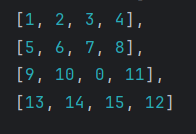 [1, 2, 3, 4],
[5, 6, 7, 8],
[9, 10, 0, 11],
[13, 14, 15, 12]